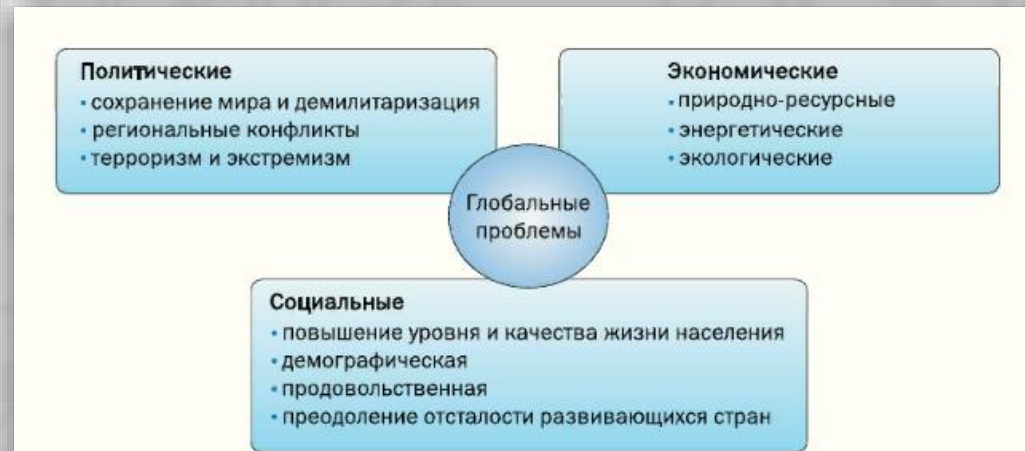 Политические
• сохранение мира и демилитаризация
• региональные конфликты
• терроризм и экстремизм
Экономические
• природно-ресурсные
• энергетические
• экологические
Глобальные
проблемы
Социальные
• повышение уровня и качества жизни населения
• демографическая
• продовольственная
• преодоление отсталости развивающихся стран